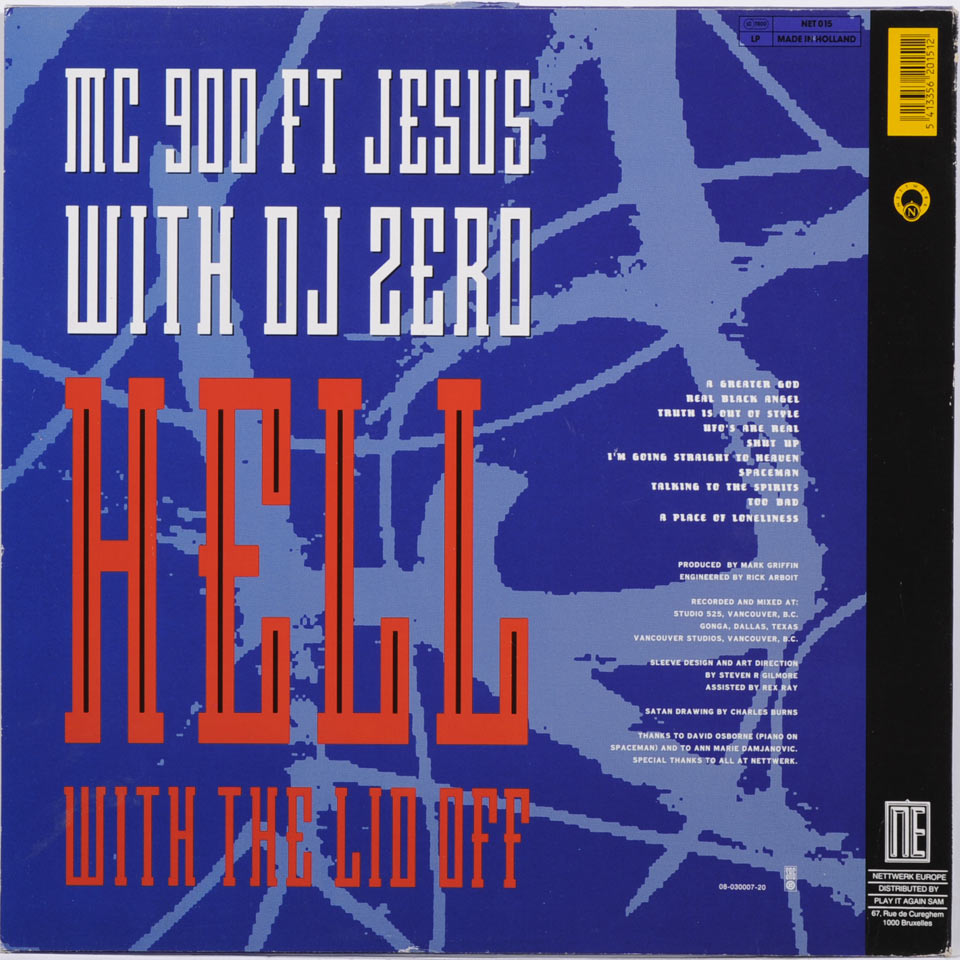 NET 015
LP MADE IN HOLLAND
MC 900 FT JESUS
WITH DJ ZERO
HELL
WITH THE LID OFF
A GREATER GOD
REAL BLACK ANGEL
TRUTH IS OUT OF STYLE
UFO'S ARE REAL
SHUT UP
I'M GOING STRAIGHT TO HEAVEN
SPACEMAN
TALKING TO THE SPIRITS
TOO BAD
A PLACE OF LONELINESS
PRODUCED BY MARK GRIFFIN
ENGINEERED BY RICK ARBOIT
RECORDED AND MIXED AT:
STUDIO 525, VANCOUVER, B.C.
GONGA, DALLAS, TEXAS
VANCOUVER STUDIOS, VANCOUVER, B.C.
SLEEVE DESIGN AND ART DIRECTION
BY STEVEN R GILMORE
ASSISTED BY REX RAY
SATAN DRAWING BY CHARLES BURNS
THANKS TO DAVID OSBORNE (PIANO ON
SPACEMAN) AND TO ANN MARIE DAMJANOVIC.
SPECIAL THANKS TO ALL AT NETTWERK.
08-030007-20
5 413356 201512
NETTWERK
N
NE
NETTWERK EUROPE
DISTRIBUTED BY
PLAY IT AGAIN SAM
67, Rue de Cureghem
1000 Bruxelles